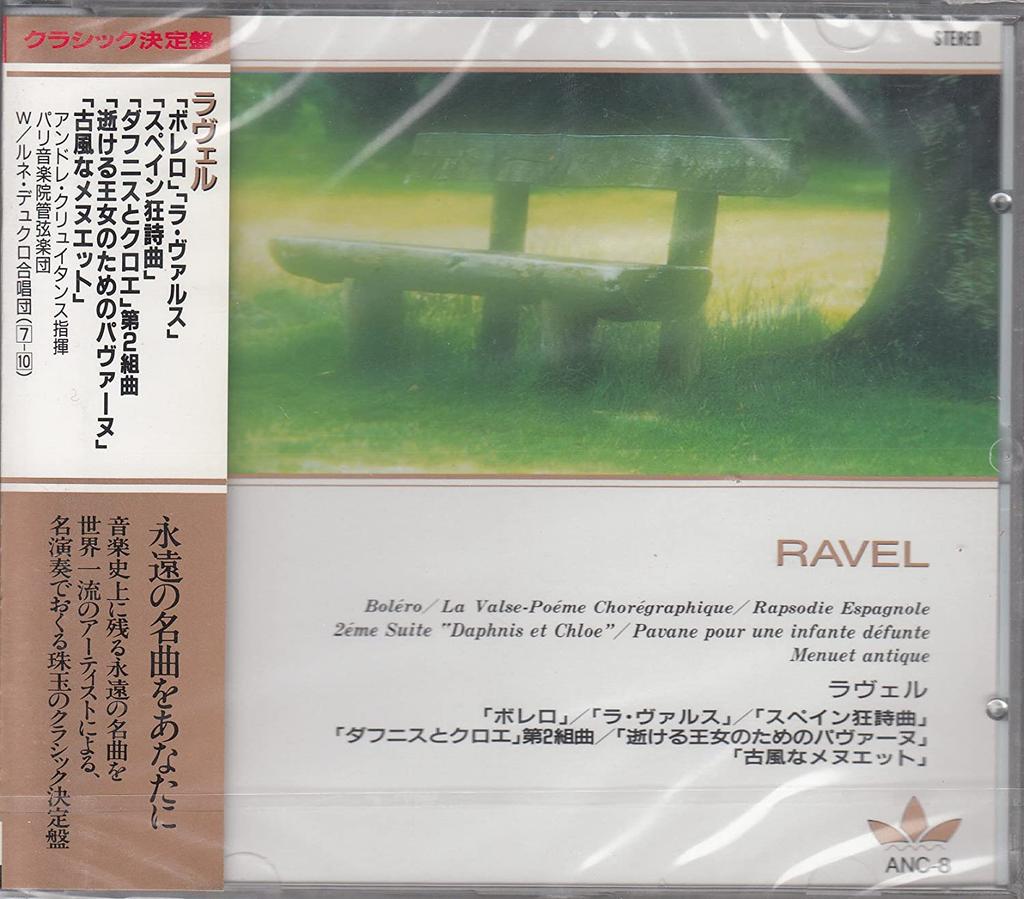 クラシック決定盤
ラヴェル
「ボレロ」「ラ・ヴァルス」
「スペイン狂詩曲」
「ダフニスとクロエ」第2組曲
「逝ける王女のためのパヴァーヌ」
「古風なメヌエット」
アンドレ・クリュイタンス指揮
パリ音楽院管弦楽団
W/ルネ・デュクロ合唱団(7-10)
永遠の名曲をあなたに
音楽史上に残る永遠の名曲を
世界一流のアーティストによる、
名演奏でおくる珠玉のクラシック決定盤
STEREO
RAVEL
Boléro/La Valse-Poéme Chorégraphique/Rapsodie Espagnole
2éme Suite "Daphnis et Chloe"/Pavane pour une infante défunte
Menuet antique
ラヴェル
「ボレロ」/「ラ・ヴァルス」/「スペイン狂詩曲」
「ダフニスとクロエ」第2組曲/「逝ける王女のためのパヴァーヌ」
「古風なメヌエット」
ANC-8